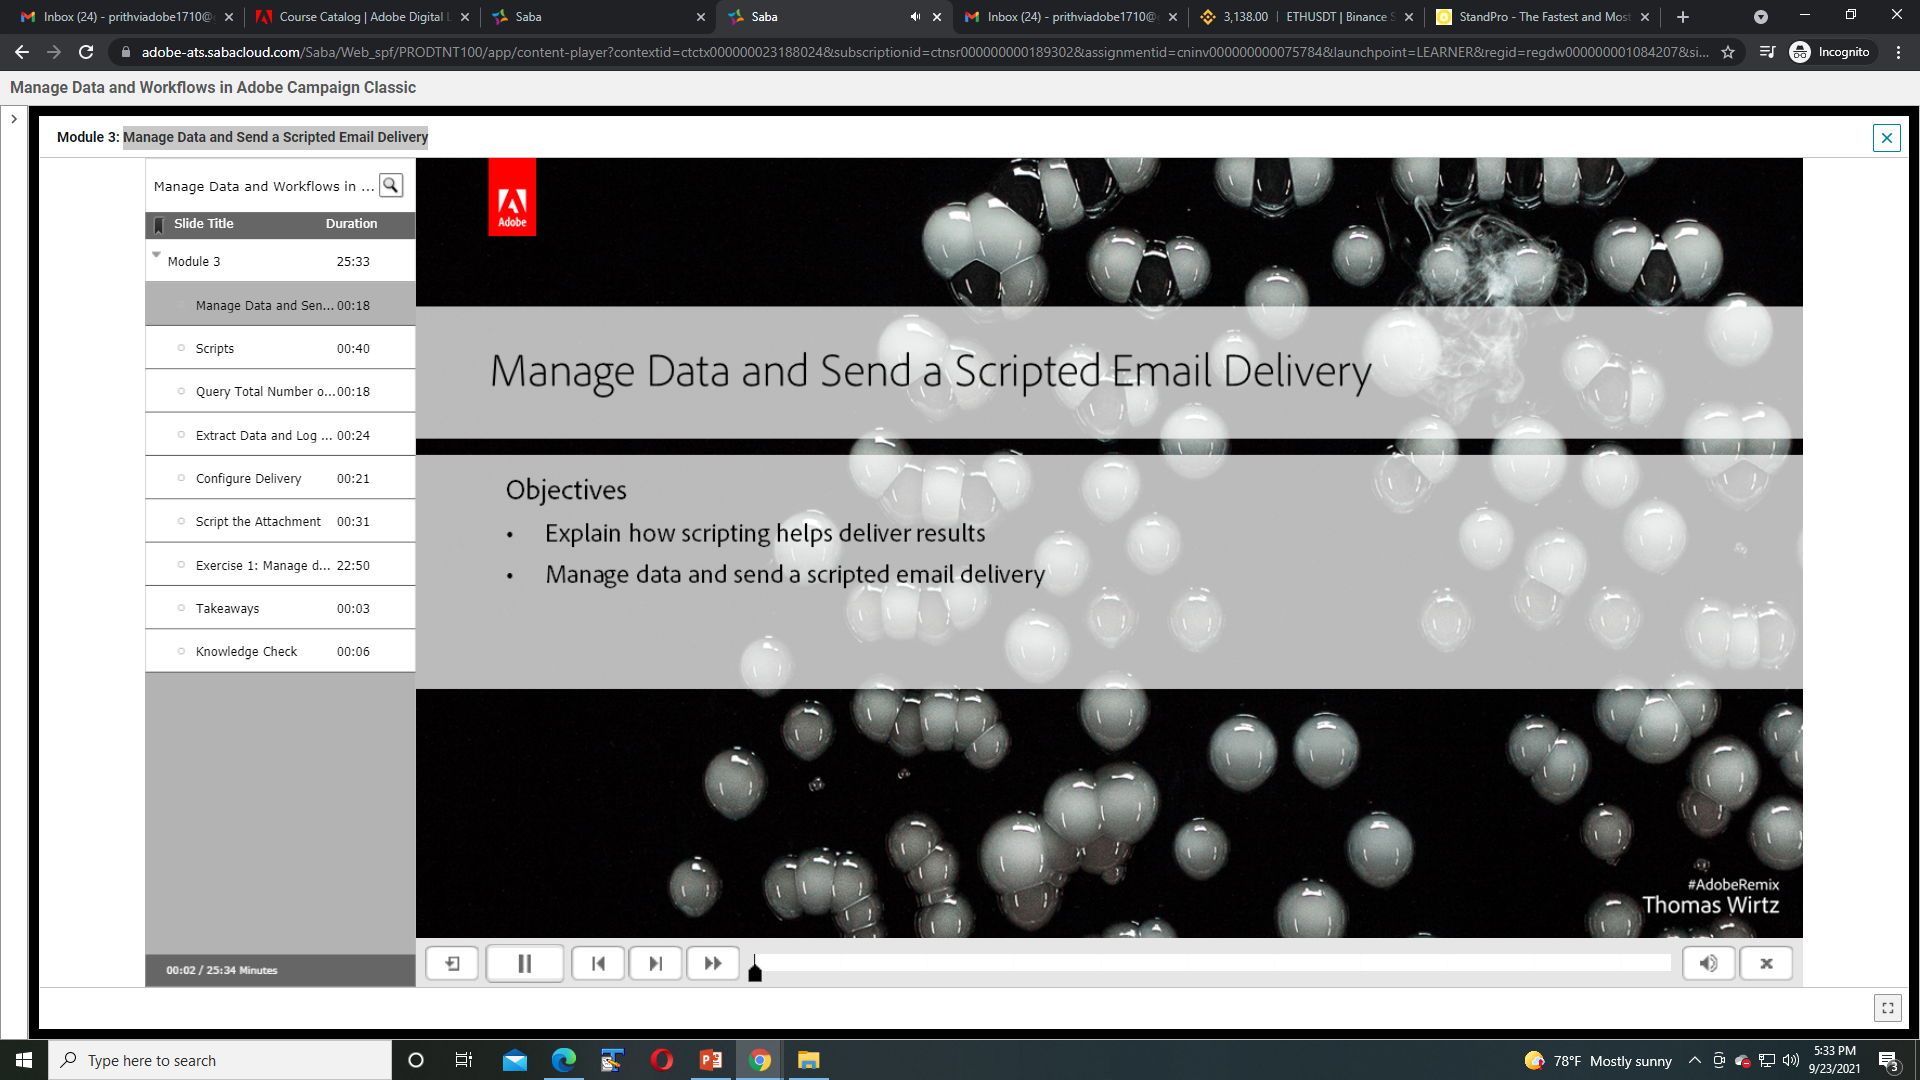 Inbox (24) - prithviadobe1710@
Course Catalog | Adobe Digital L
Saba
Saba
Inbox (24) - prithviadobe1710@
3,138.00 | ETHUSDT | Binance S
StandPro - The Fastest and Most
adobe-ats.sabacloud.com/Saba/Web_spf/PRODTNT100/app/content-player?contextid=ctctx000000023188024&subscriptionid=ctnsr0000000000189302&assignmentid=cninv000000000075784&launchpoint=LEARNER&regid=regdw000000001084207&si...
Incognito
Manage Data and Workflows in Adobe Campaign Classic
Module 3: Manage Data and Send a Scripted Email Delivery
Manage Data and Workflows in ...
Slide Title Duration
Module 3 25:33
Manage Data and Sen... 00:18
Scripts 00:40
Query Total Number o... 00:18
Extract Data and Log ... 00:24
Configure Delivery 00:21
Script the Attachment 00:31
Exercise 1: Manage d... 22:50
Takeaways 00:03
Knowledge Check 00:06
00:02 / 25:34 Minutes
Adobe
Manage Data and Send a Scripted Email Delivery
Objectives
• Explain how scripting helps deliver results
• Manage data and send a scripted email delivery
#AdobeRemix
Thomas Wirtz
Type here to search
78°F Mostly sunny
5:33 PM
9/23/2021
3